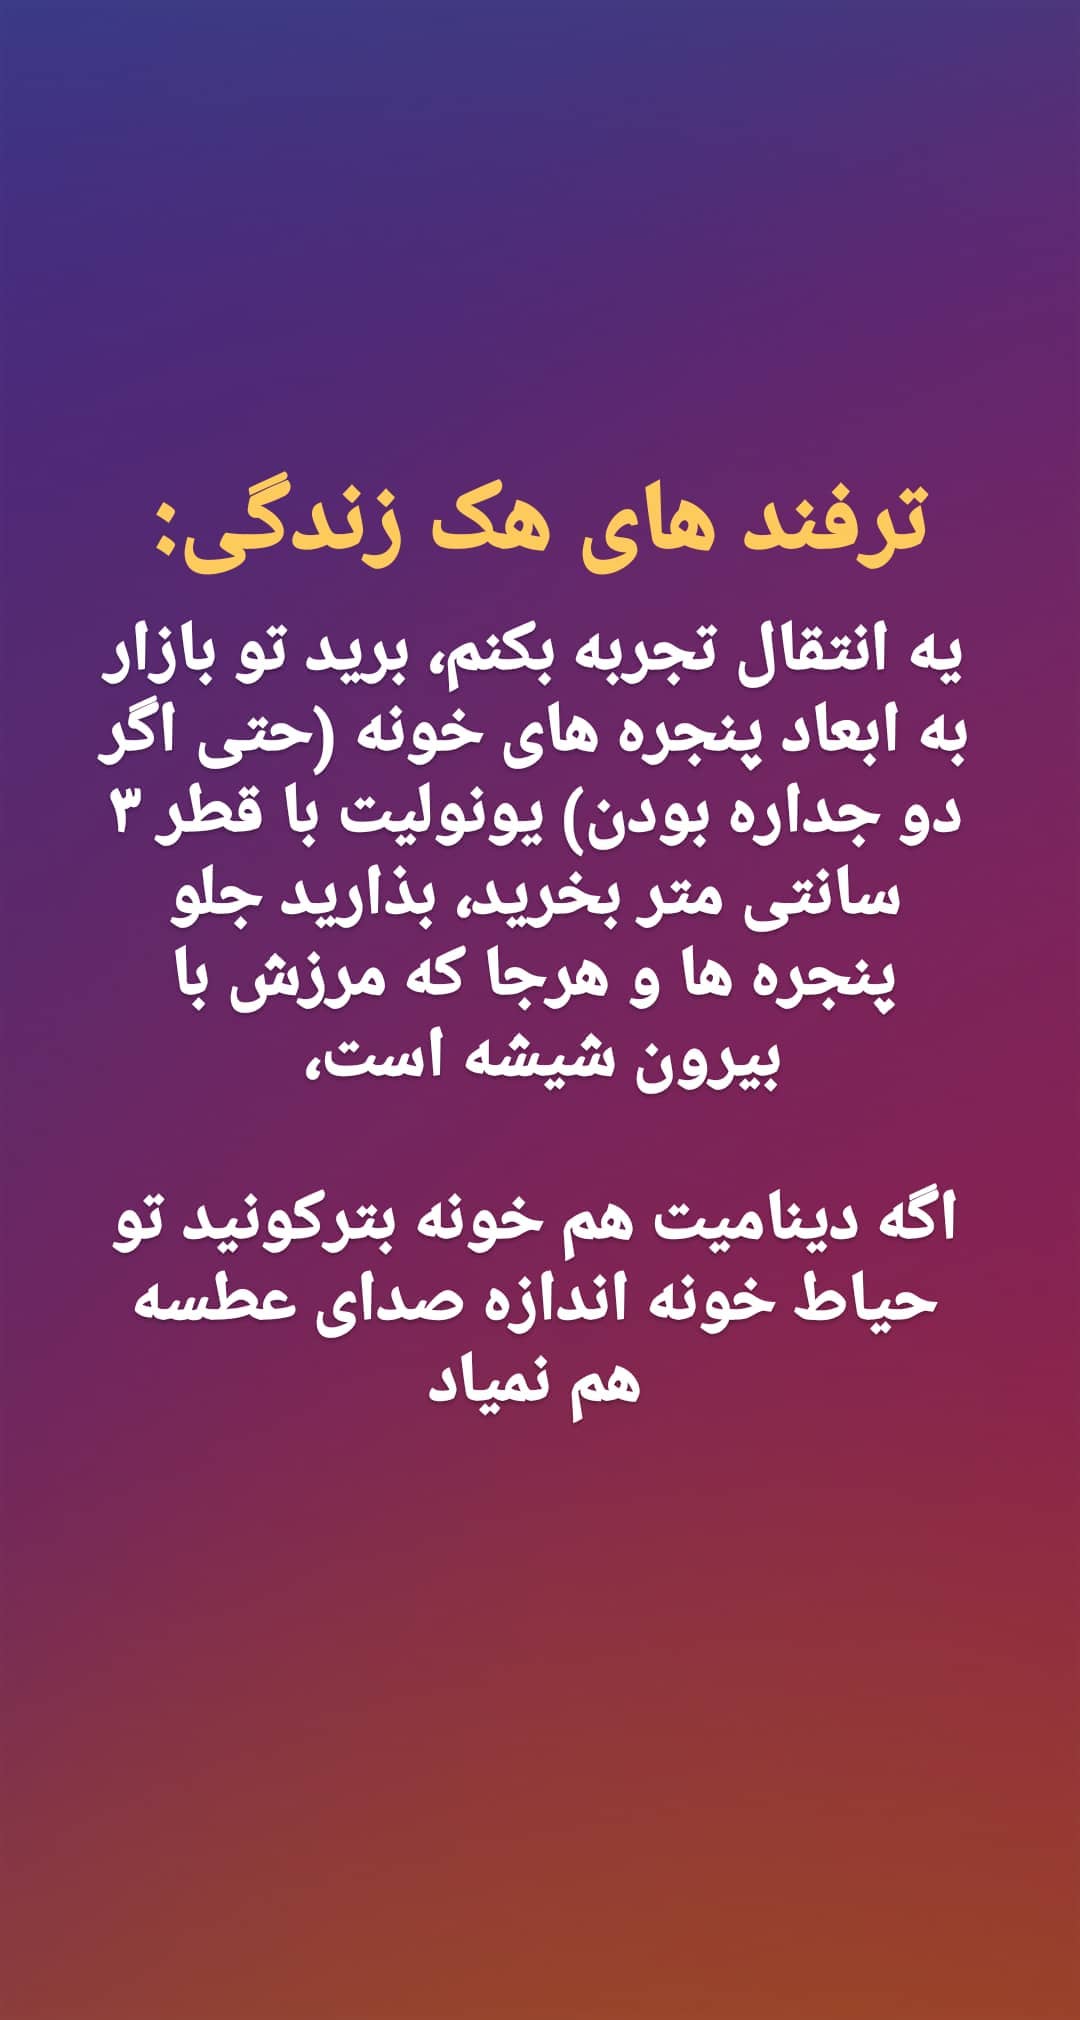 ترفند های هک زندگی:
یه انتقال تجربه بکنم، برید تو بازار
به ابعاد پنجره های خونه (حتی اگر
دو جداره بودن) یونولیت با قطر ۳
سانتی متر بخرید، بذارید جلو
پنجره ها و هرجا که مرزش با
بیرون شیشه است،
اگه دینامیت هم خونه بترکونید تو
حیاط خونه اندازه صدای عطسه
هم نمیاد